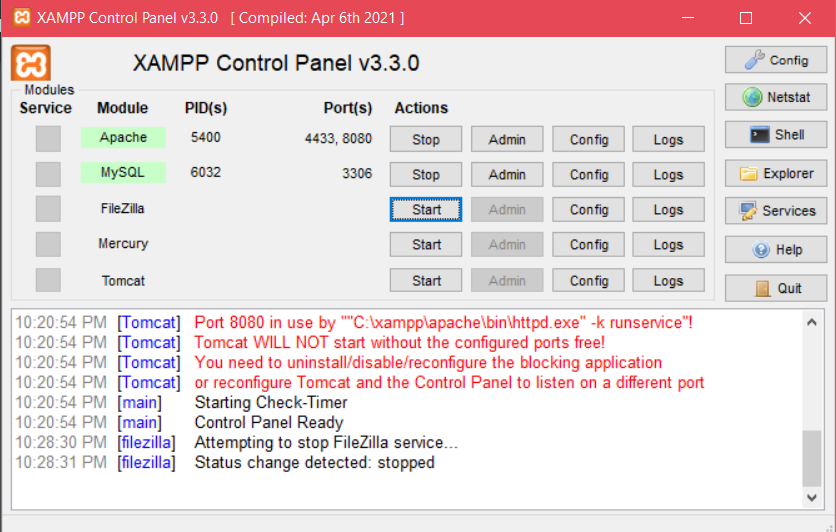 XAMPP Control Panel v3.3.0 [ Compiled: Apr 6th 2021 ]
XAMPP Control Panel v3.3.0
Config
Modules
Service Module PID(s) Port(s) Actions
Netstat
Apache 5400 4433, 8080 Stop Admin Config Logs
Shell
MySQL 6032 3306 Stop Admin Config Logs
Explorer
FileZilla Start Admin Config Logs
Services
Mercury Start Admin Config Logs
Help
Tomcat Start Admin Config Logs
Quit
10:20:54 PM [Tomcat] Port 8080 in use by ""C:\xampp\apache\bin\httpd.exe" -k runservice"!
10:20:54 PM [Tomcat] Tomcat WILL NOT start without the configured ports free!
10:20:54 PM [Tomcat] You need to uninstall/disable/reconfigure the blocking application
10:20:54 PM [Tomcat] or reconfigure Tomcat and the Control Panel to listen on a different port
10:20:54 PM [main] Starting Check-Timer
10:20:54 PM [main] Control Panel Ready
10:28:30 PM [filezilla] Attempting to stop FileZilla service...
10:28:31 PM [filezilla] Status change detected: stopped